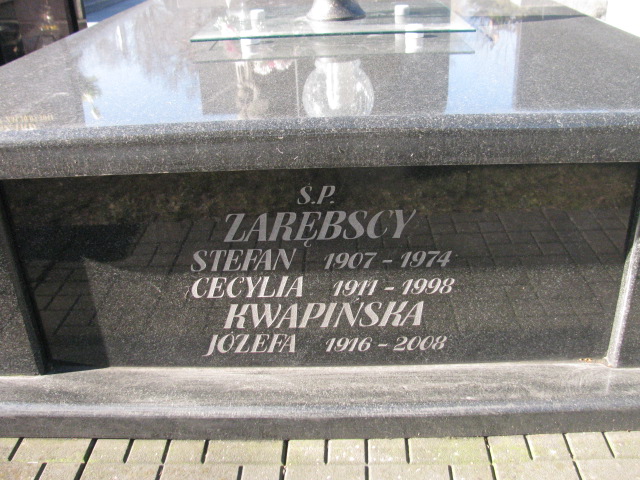 Ś.P.
ZARĘBSCY
STEFAN 1907 - 1974
CECYLIA 1911 - 1998
KWAPIŃSKA
JÓZEFA 1916 - 2008